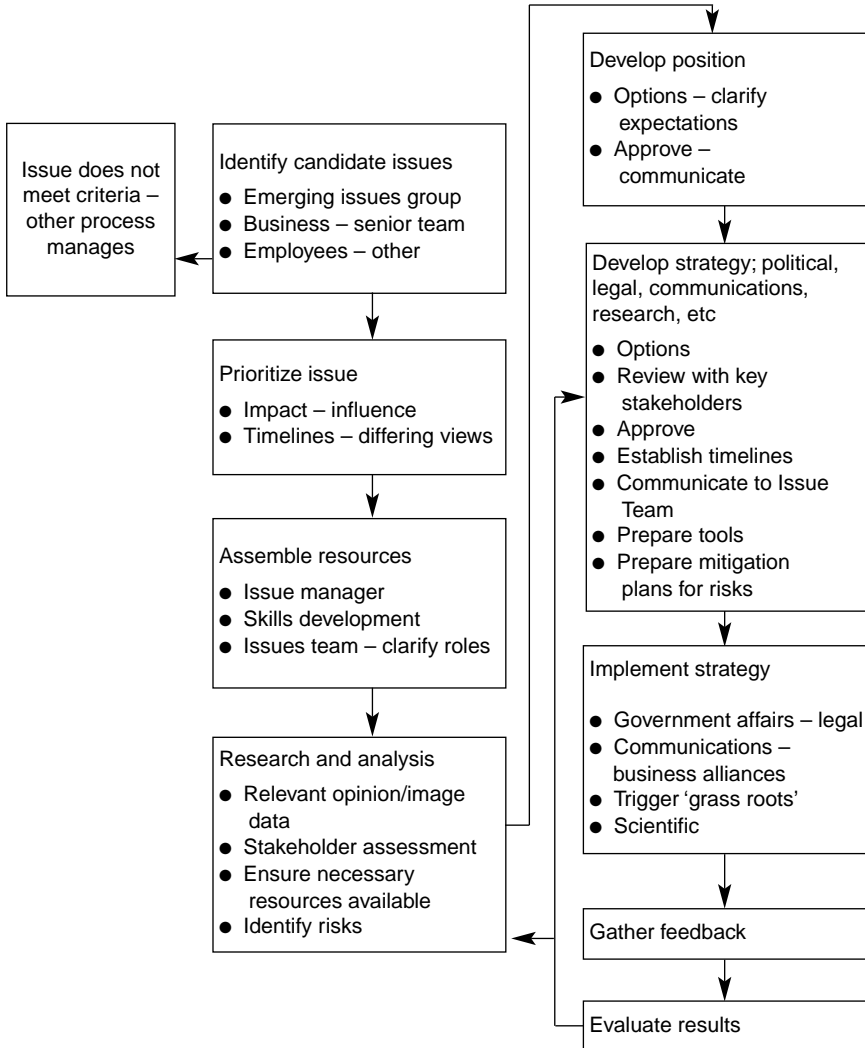 Issue does not
meet criteria –
other process
manages
Identify candidate issues
● Emerging issues group
● Business – senior team
● Employees – other
Prioritize issue
● Impact – influence
● Timelines – differing views
Assemble resources
● Issue manager
● Skills development
● Issues team – clarify roles
Research and analysis
● Relevant opinion/image
data
● Stakeholder assessment
● Ensure necessary
resources available
● Identify risks
Develop position
● Options – clarify
expectations
● Approve –
communicate
Develop strategy; political,
legal, communications,
research, etc
● Options
● Review with key
stakeholders
● Approve
● Establish timelines
● Communicate to Issue
Team
● Prepare tools
● Prepare mitigation
plans for risks
Implement strategy
● Government affairs – legal
● Communications –
business alliances
● Trigger ‘grass roots’
● Scientific
Gather feedback
Evaluate results